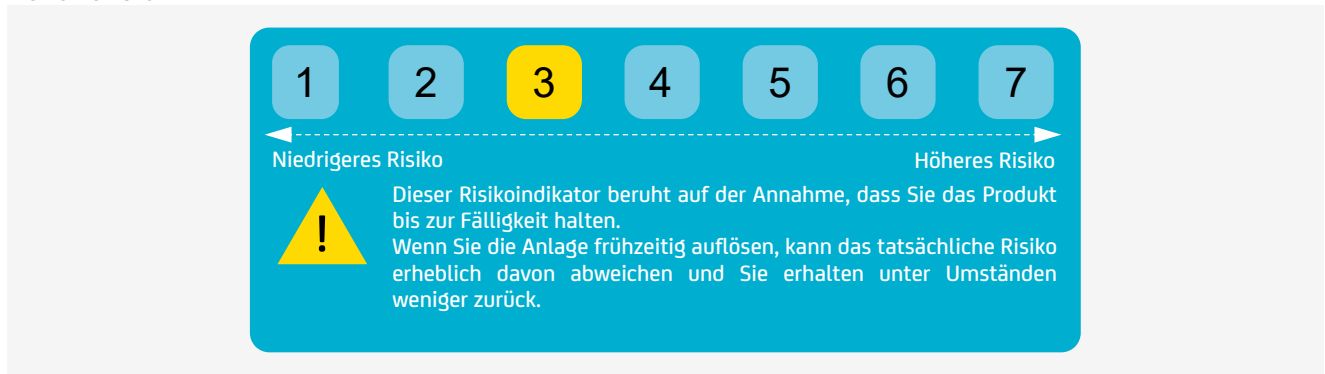 1 2 3 4 5 6 7
Niedrigeres Risiko Höheres Risiko
! Dieser Risikoindikator beruht auf der Annahme, dass Sie das Produkt
bis zur Fälligkeit halten.
Wenn Sie die Anlage frühzeitig auflösen, kann das tatsächliche Risiko
erheblich davon abweichen und Sie erhalten unter Umständen
weniger zurück.